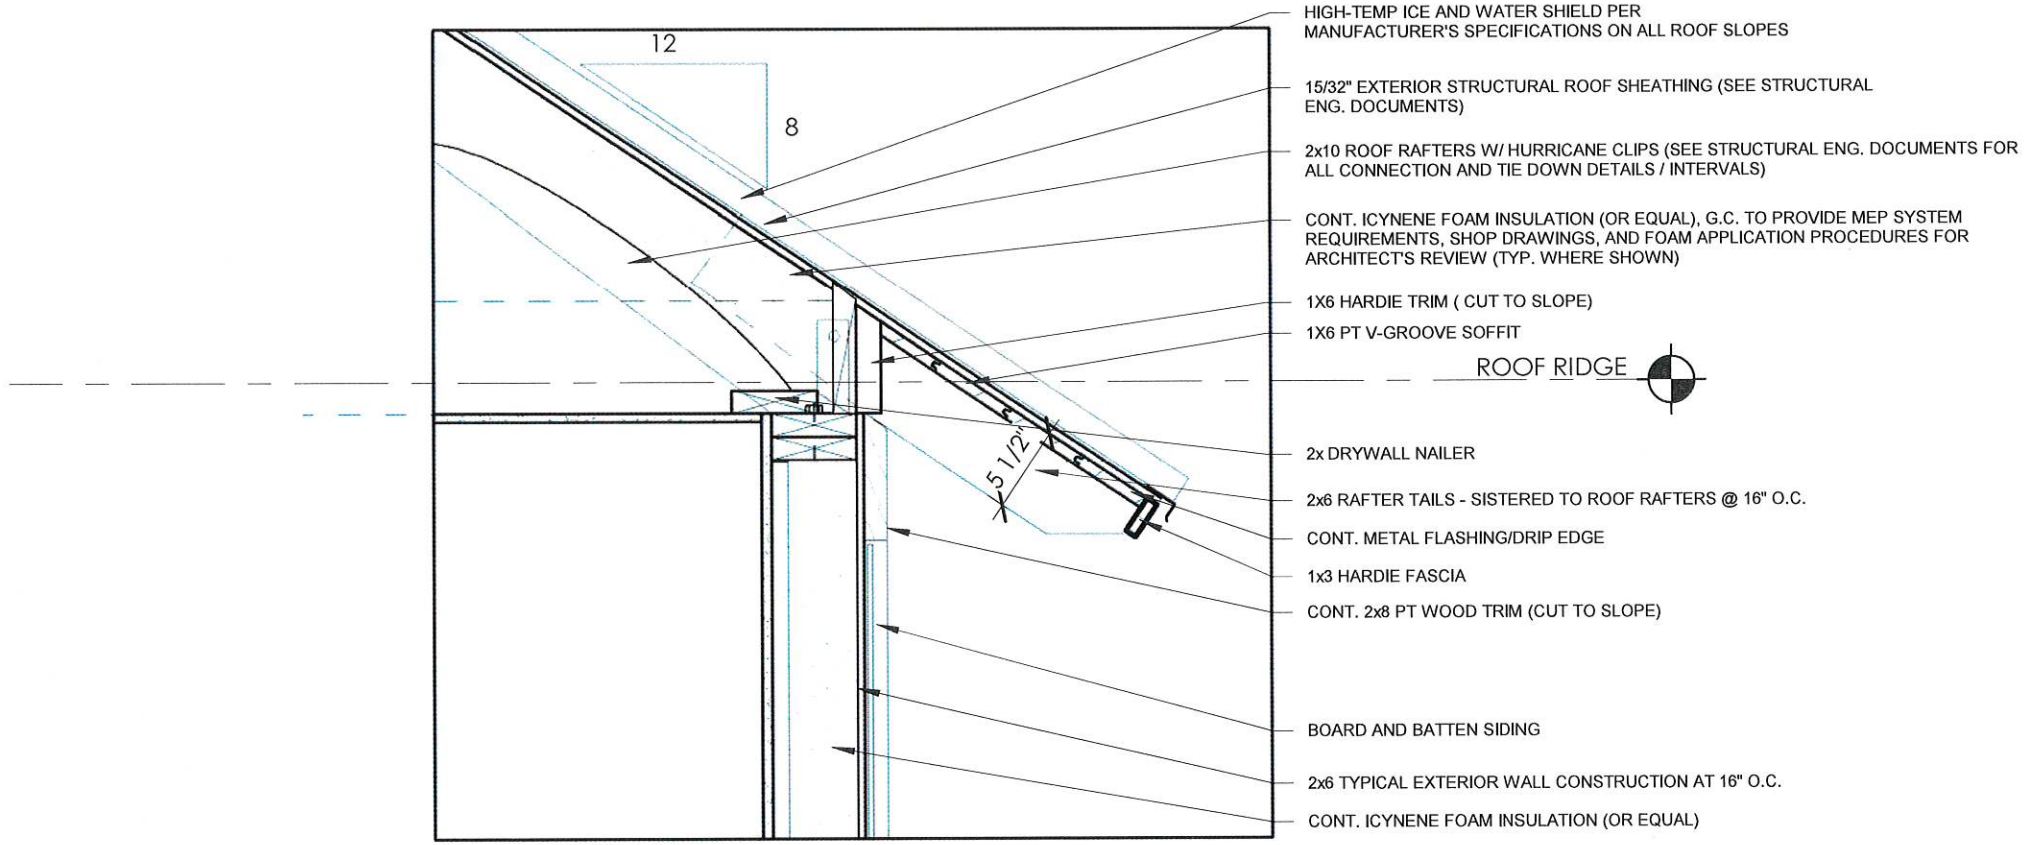 HIGH-TEMP ICE AND WATER SHIELD PER
MANUFACTURER'S SPECIFICATIONS ON ALL ROOF SLOPES
12
8
15/32" EXTERIOR STRUCTURAL ROOF SHEATHING (SEE STRUCTURAL
ENG. DOCUMENTS)
2x10 ROOF RAFTERS W/ HURRICANE CLIPS (SEE STRUCTURAL ENG. DOCUMENTS FOR
ALL CONNECTION AND TIE DOWN DETAILS / INTERVALS)
CONT. ICYNENE FOAM INSULATION (OR EQUAL), G.C. TO PROVIDE MEP SYSTEM
REQUIREMENTS, SHOP DRAWINGS, AND FOAM APPLICATION PROCEDURES FOR
ARCHITECT'S REVIEW (TYP. WHERE SHOWN)
1X6 HARDIE TRIM ( CUT TO SLOPE)
1X6 PT V-GROOVE SOFFIT
ROOF RIDGE
5 1/2"
2x DRYWALL NAILER
2x6 RAFTER TAILS - SISTERED TO ROOF RAFTERS @ 16" O.C.
CONT. METAL FLASHING/DRIP EDGE
1x3 HARDIE FASCIA
CONT. 2x8 PT WOOD TRIM (CUT TO SLOPE)
BOARD AND BATTEN SIDING
2x6 TYPICAL EXTERIOR WALL CONSTRUCTION AT 16" O.C.
CONT. ICYNENE FOAM INSULATION (OR EQUAL)